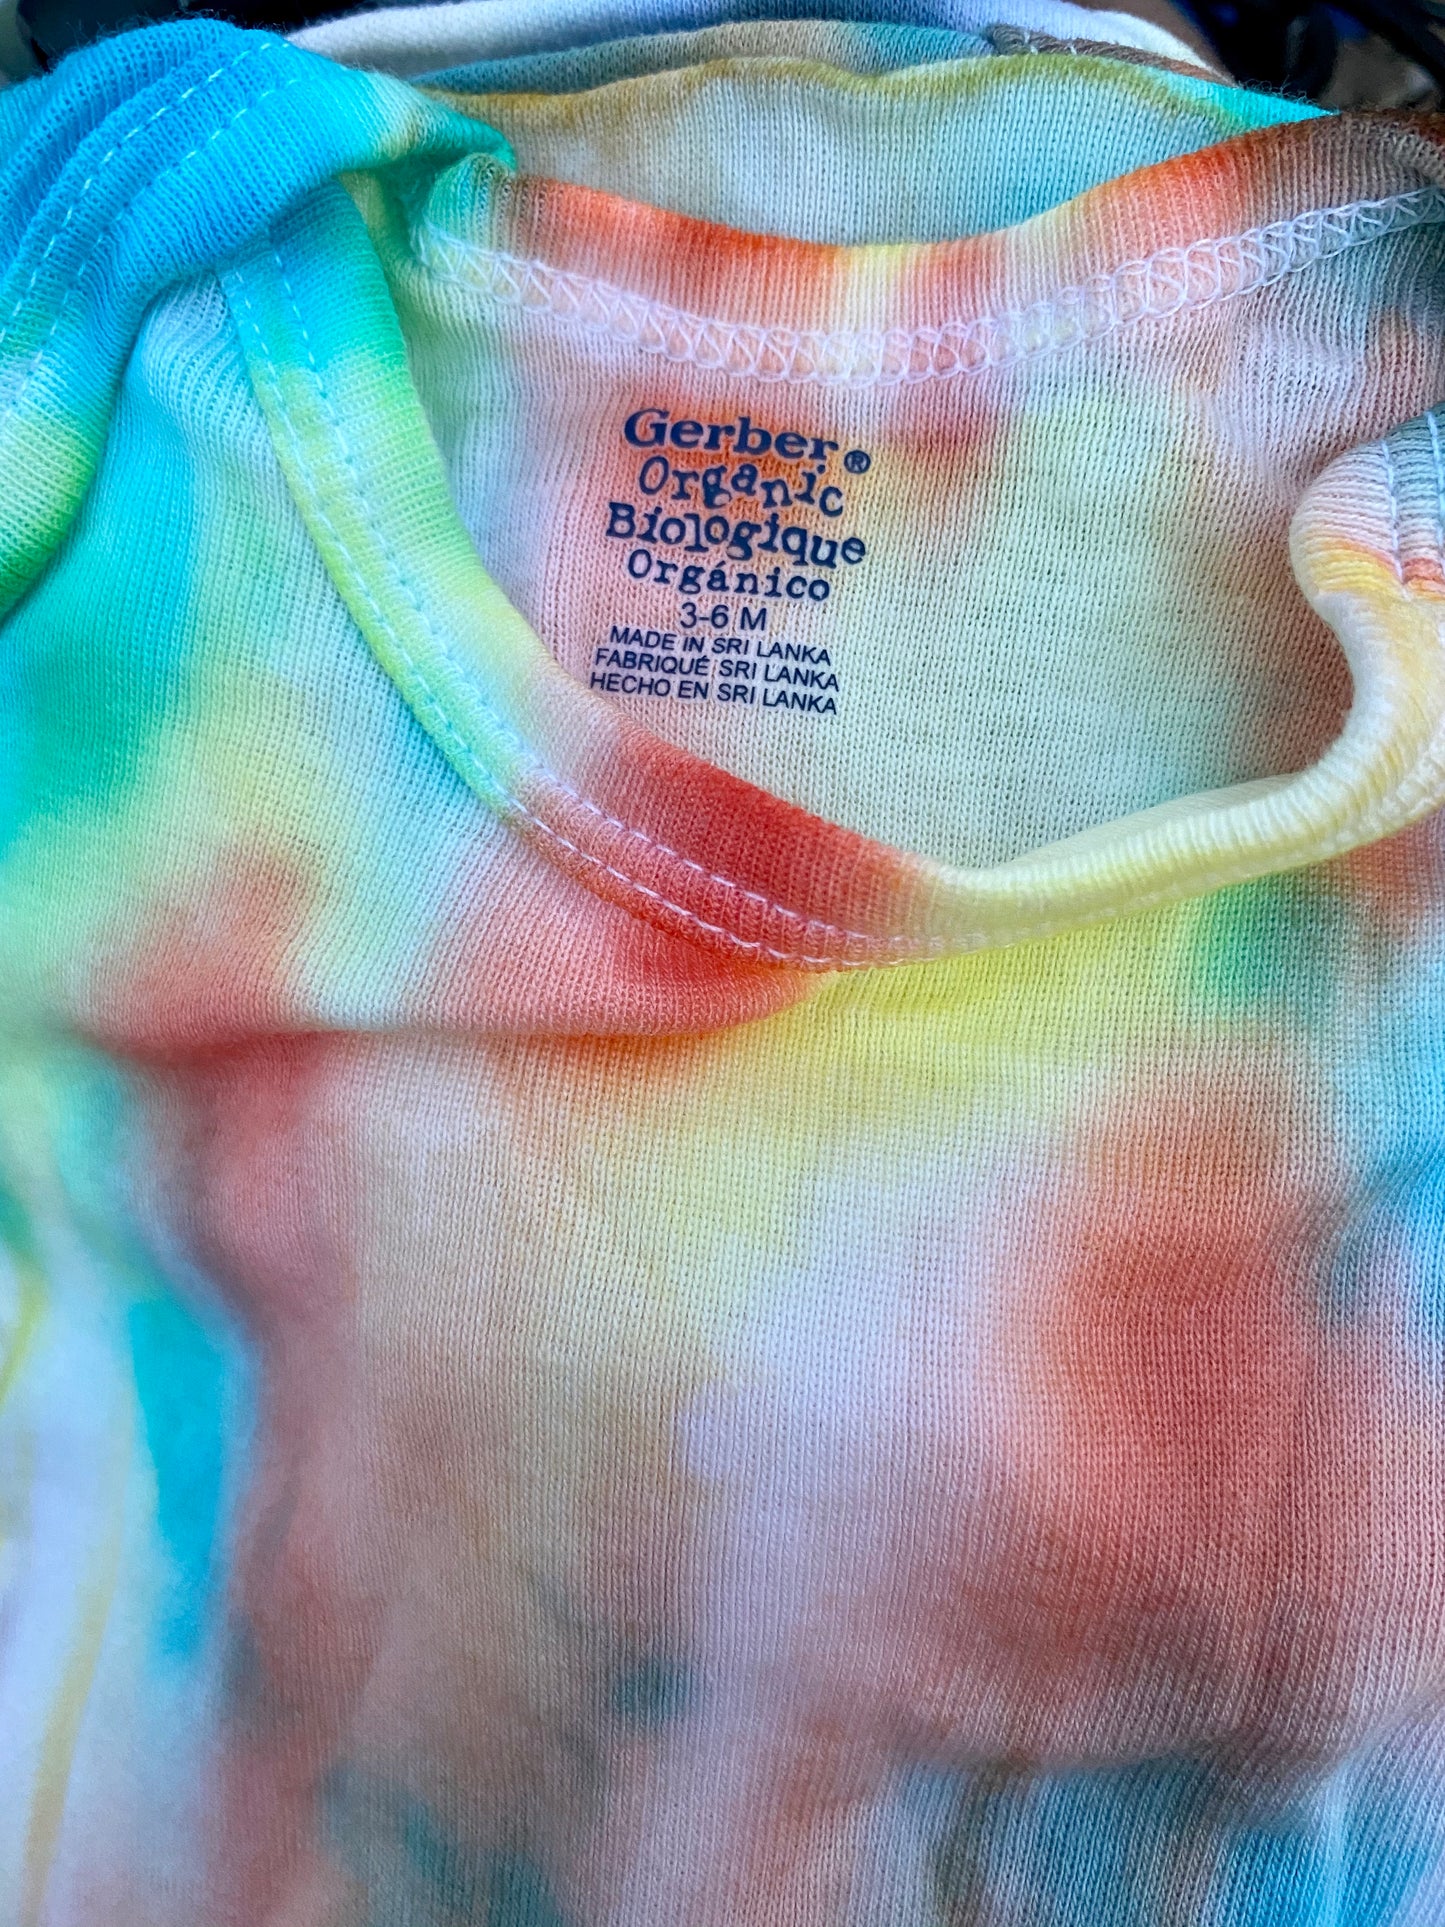 Gerber®
Organic
Biologique
Orgánico
3-6 M
MADE IN SRI LANKA
FABRIQUÉ SRI LANKA
HECHO EN SRI LANKA